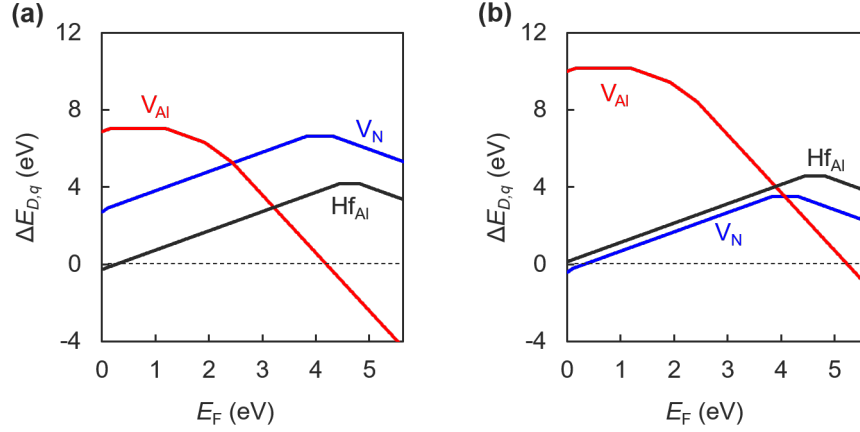 (a)
12
8
4
0
-4
ΔE_D,q (eV)
V_Al
V_N
Hf_Al
0 1 2 3 4 5
E_F (eV)
(b)
12
8
4
0
-4
ΔE_D,q (eV)
V_Al
Hf_Al
V_N
0 1 2 3 4 5
E_F (eV)